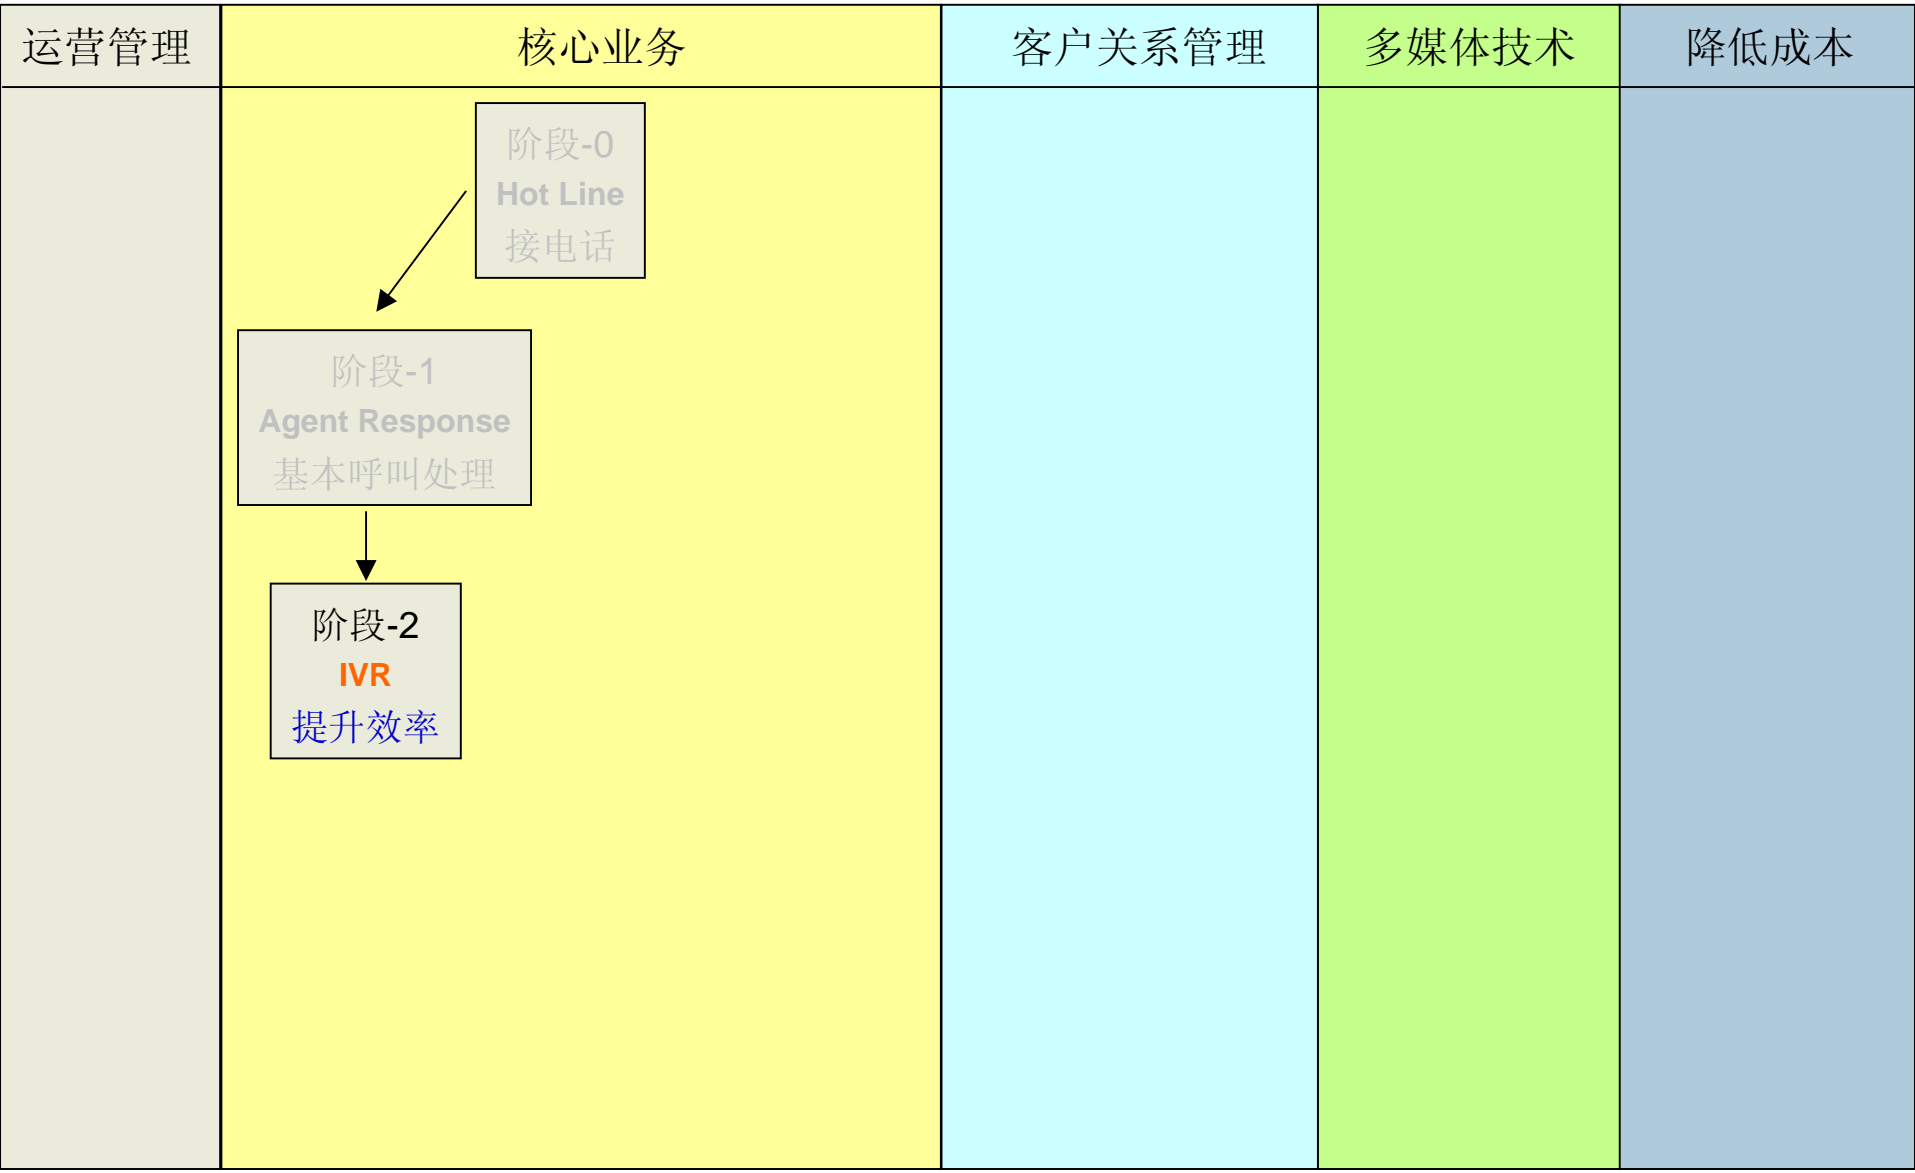 运营管理
核心业务
客户关系管理
多媒体技术
降低成本
阶段-0
Hot Line
接电话
阶段-1
Agent Response
基本呼叫处理
阶段-2
IVR
提升效率